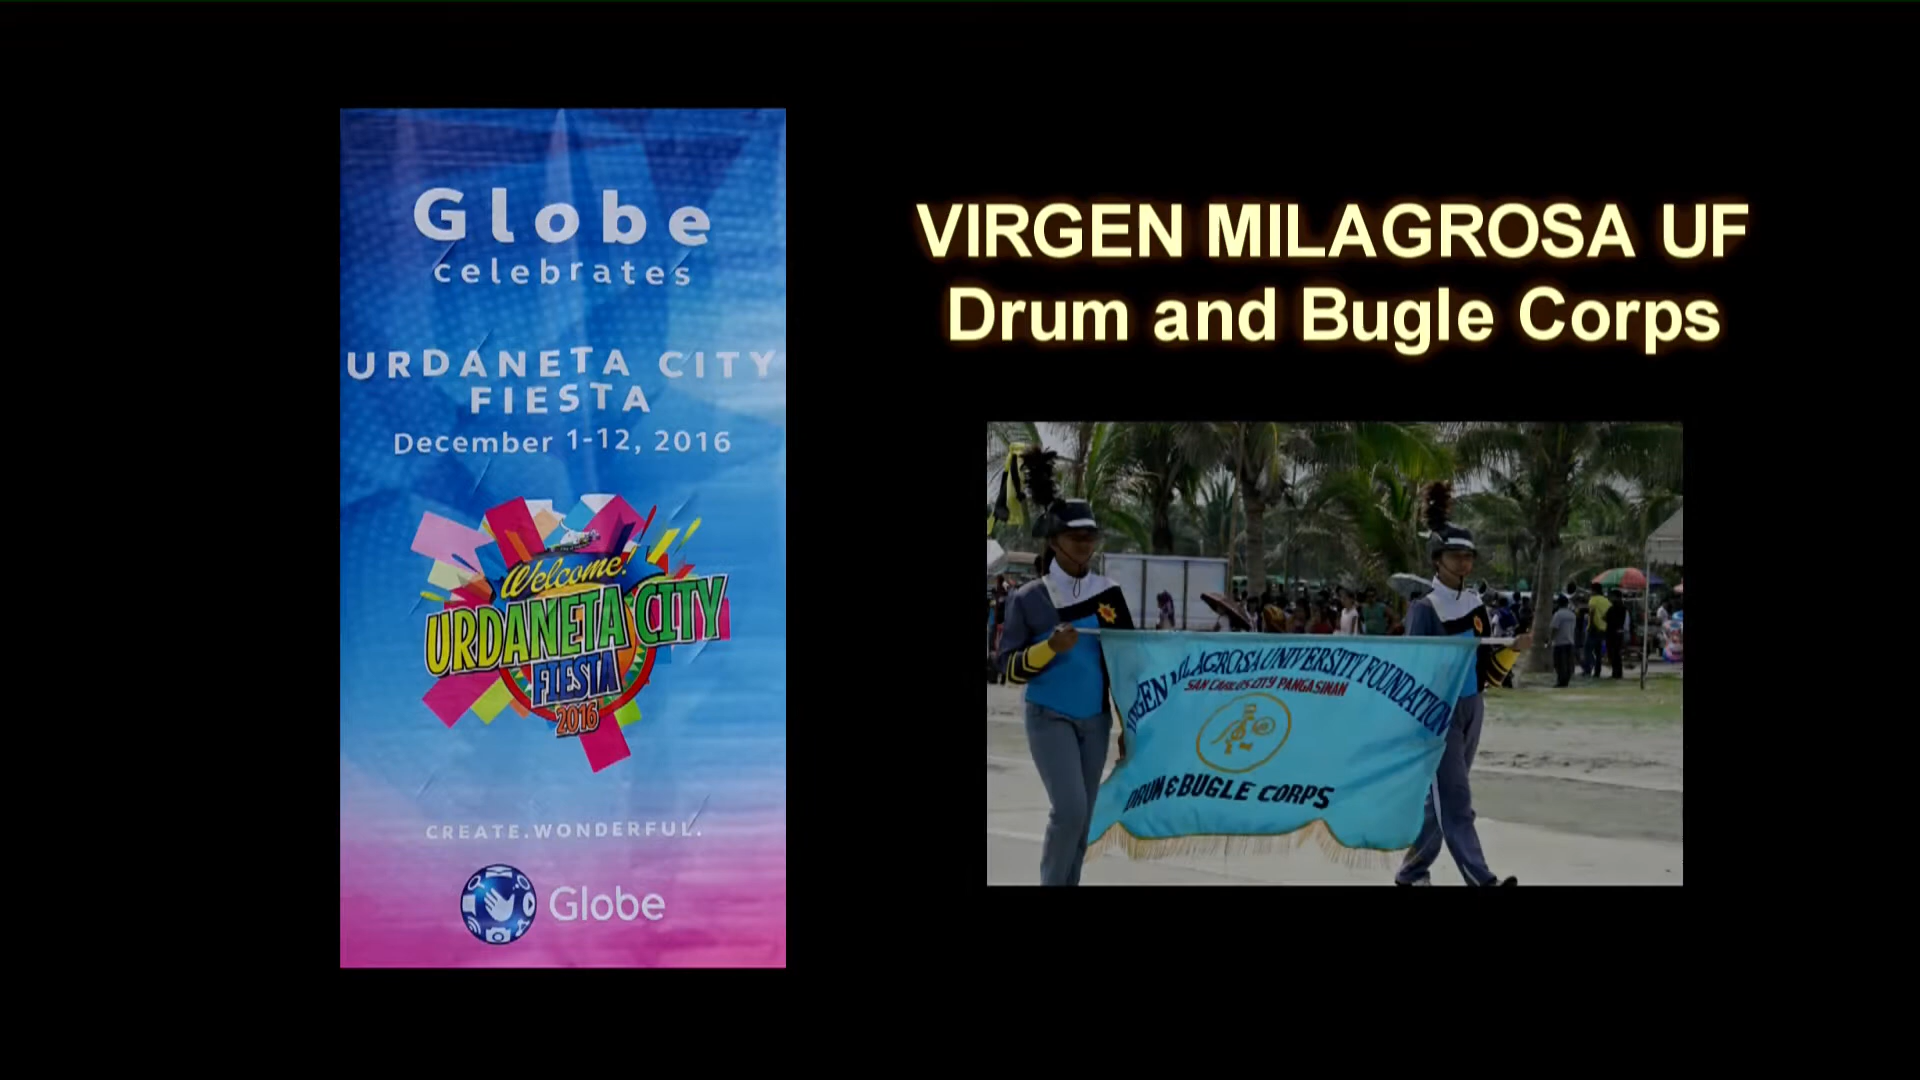 Globe
celebrates
URDANETA CITY
FIESTA
December 1-12, 2016
Welcome!
URDANETA CITY
FIESTA
2016
CREATE.WONDERFUL.
Globe
VIRGEN MILAGROSA UF
Drum and Bugle Corps
MILAGROSA UNIVERSITY FOUNDATION
SAN CARLOS CITY PANGASINAN
DRUM & BUGLE CORPS